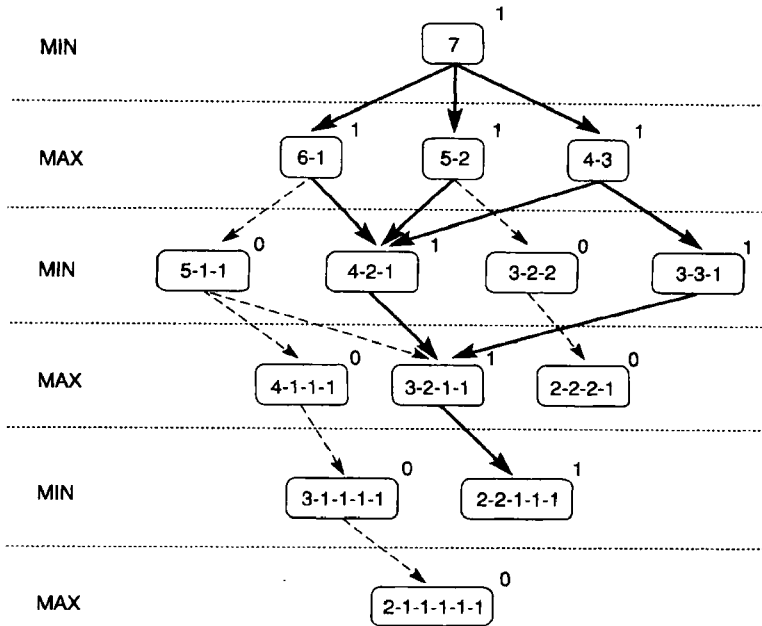 1
MIN 7
1 1 1
MAX 6-1 5-2 4-3
0 1 0 1
MIN 5-1-1 4-2-1 3-2-2 3-3-1
0 1 0
MAX 4-1-1-1 3-2-1-1 2-2-2-1
0 1
MIN 3-1-1-1-1 2-2-1-1-1
0
MAX 2-1-1-1-1-1